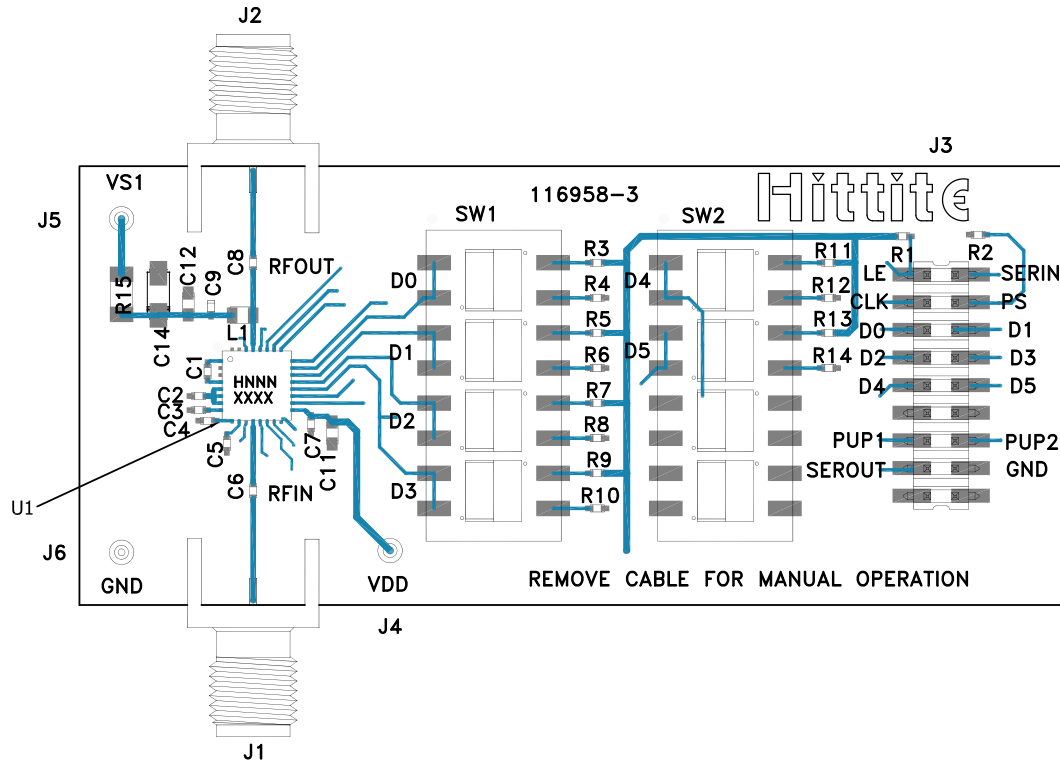 J2
J3
VS1
116958-3
Hittite
J5
SW1
SW2
C12
C9
C8
RFOUT
R15
C14
L1
D0
D1
D2
D3
R3
R4
R5
R6
R7
R8
R9
R10
D4
D5
R11
R12
R13
R14
R1
R2
LE
SERIN
CLK
PS
D0
D1
D2
D3
D4
D5
PUP1
PUP2
SEROUT
GND
C1
HNNN
XXXX
C2
C3
C4
C5
C7
C11
C6
RFIN
U1
J6
GND
VDD
REMOVE CABLE FOR MANUAL OPERATION
J4
J1